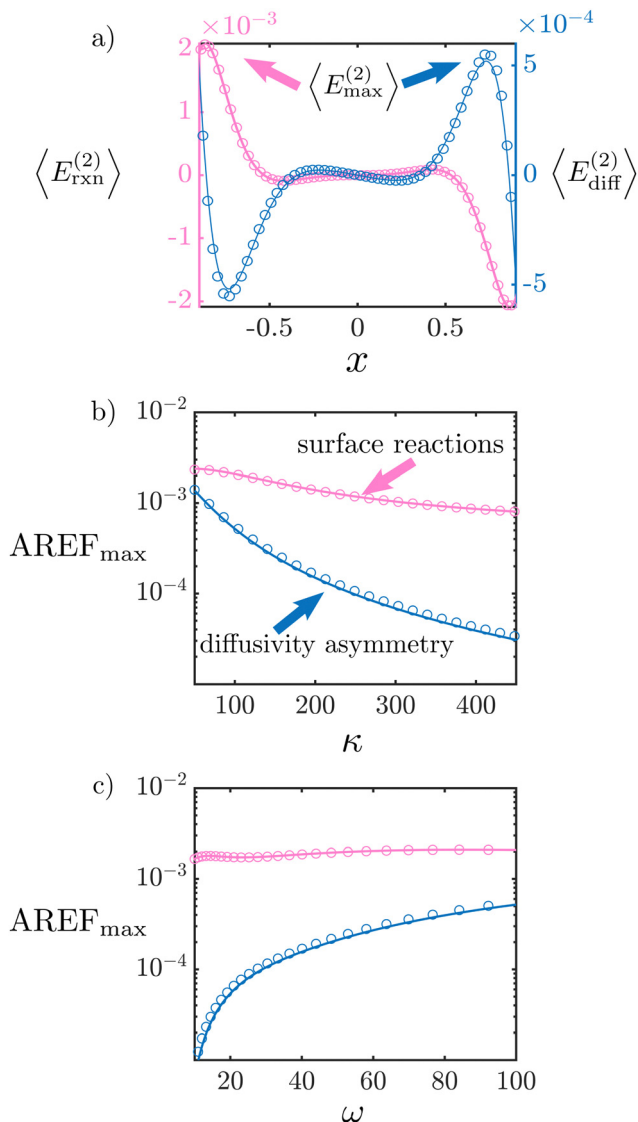 a)
×10⁻³
×10⁻⁴
2
1
0
-1
-2
5
0
-5
⟨E_rxn^(2)⟩
⟨E_max^(2)⟩
⟨E_diff^(2)⟩
-0.5 0 0.5
x
b)
10⁻²
10⁻³
10⁻⁴
AREF_max
surface reactions
diffusivity asymmetry
100 200 300 400
κ
c)
10⁻²
10⁻³
10⁻⁴
AREF_max
20 40 60 80 100
ω